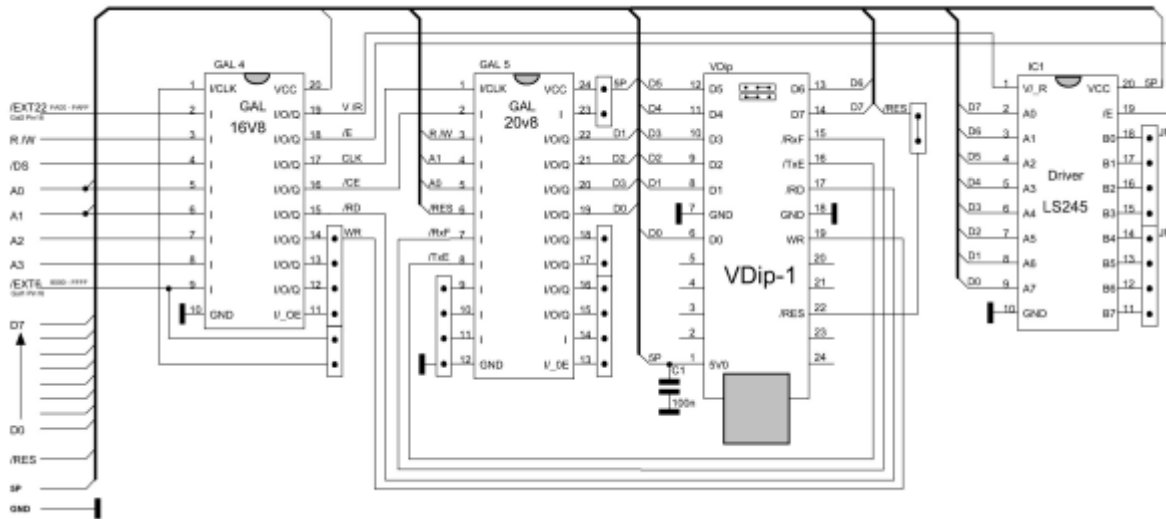 GAL 4
1 I/CLK VCC 20
GAL
16V8
/EXT22 FA20 - FAFF
2 I I/O/Q 19 V /R
R /W 3 I I/O/Q 18 /E
/DS 4 I I/O/Q 17 CLK
A0 5 I I/O/Q 16 /CE
A1 6 I I/O/Q 15 /RD
A2 7 I I/O/Q 14 WR
A3 8 I I/O/Q 13
/EXT6
9 I I/O/Q 12
10 GND I/_OE 11
D7
D0
/RES
5P
GND
GAL 5
1 I/CLK VCC 24 5P
GAL
20v8
2 I I 23
R /W 3 I I/O/Q 22 D1
A1 4 I I/O/Q 21 D2
A0 5 I I/O/Q 20 D3
/RES 6 I I/O/Q 19 D0
/RxF 7 I I/O/Q 18
/TxE 8 I I/O/Q 17
9 I I/O/Q 16
10 I I/O/Q 15
11 I I 14
12 GND I/_OE 13
VDip
D5 12 D5 D6 13 D6
D4 11 D4 D7 14 D7
D3 10 D3 /RxF 15
D2 9 D2 /TxE 16
D1 8 D1 /RD 17
7 GND GND 18
D0 6 D0 WR 19
5 20
VDip-1
4 21
3 /RES 22
2 23
5P 1 5V0 24
C1
100n
/RES
IC1
1 V/_R VCC 20 5P
D7 2 A0 /E 19
D6 3 A1 B0 18
D5 4 A2 B1 17
D4 5 A3 B2 16
Driver
D3 6 A4 B3 15
LS245
D2 7 A5 B4 14
D1 8 A6 B5 13
D0 9 A7 B6 12
10 GND B7 11